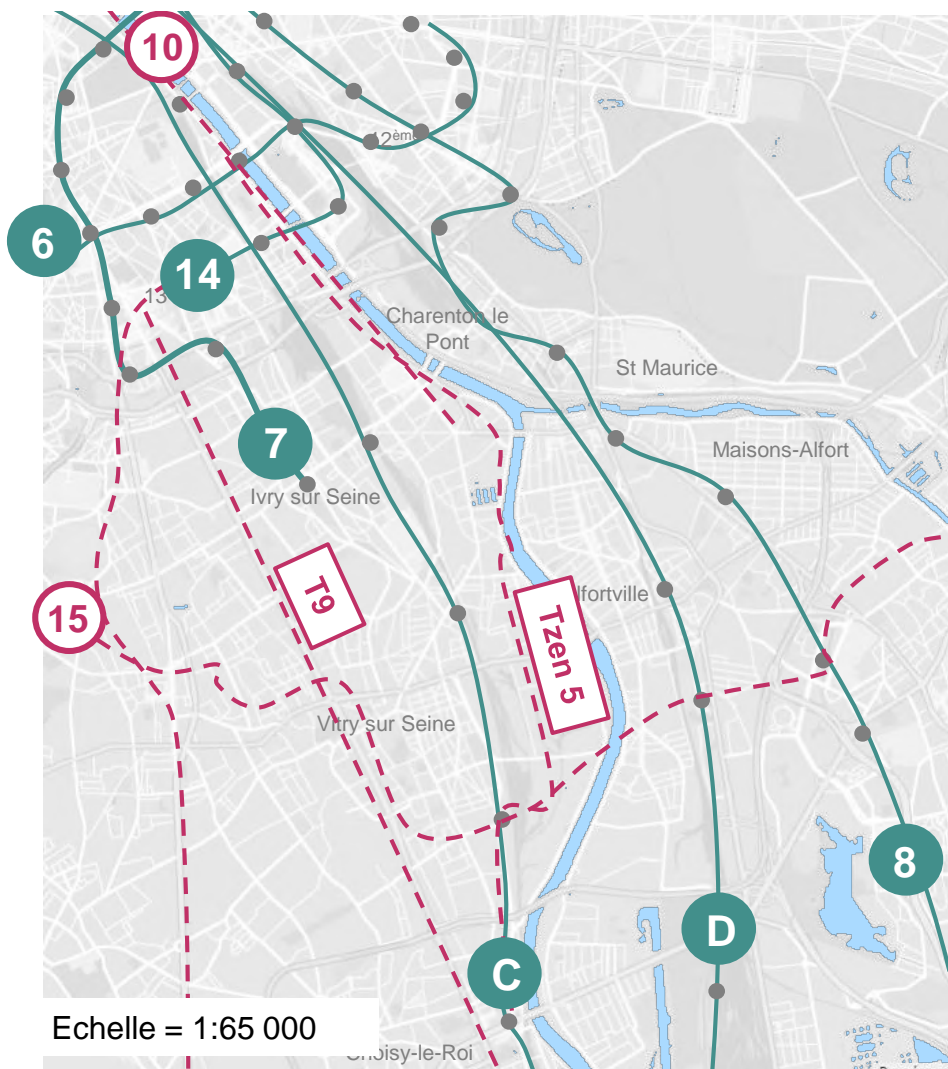 10
12ème
6
14
13
Charenton le
Pont
St Maurice
7
Maisons-Alfort
Ivry sur Seine
T9
lfortville
15
Tzen 5
Vitry sur Seine
8
D
C
Echelle = 1:65 000
Choisy-le-Roi